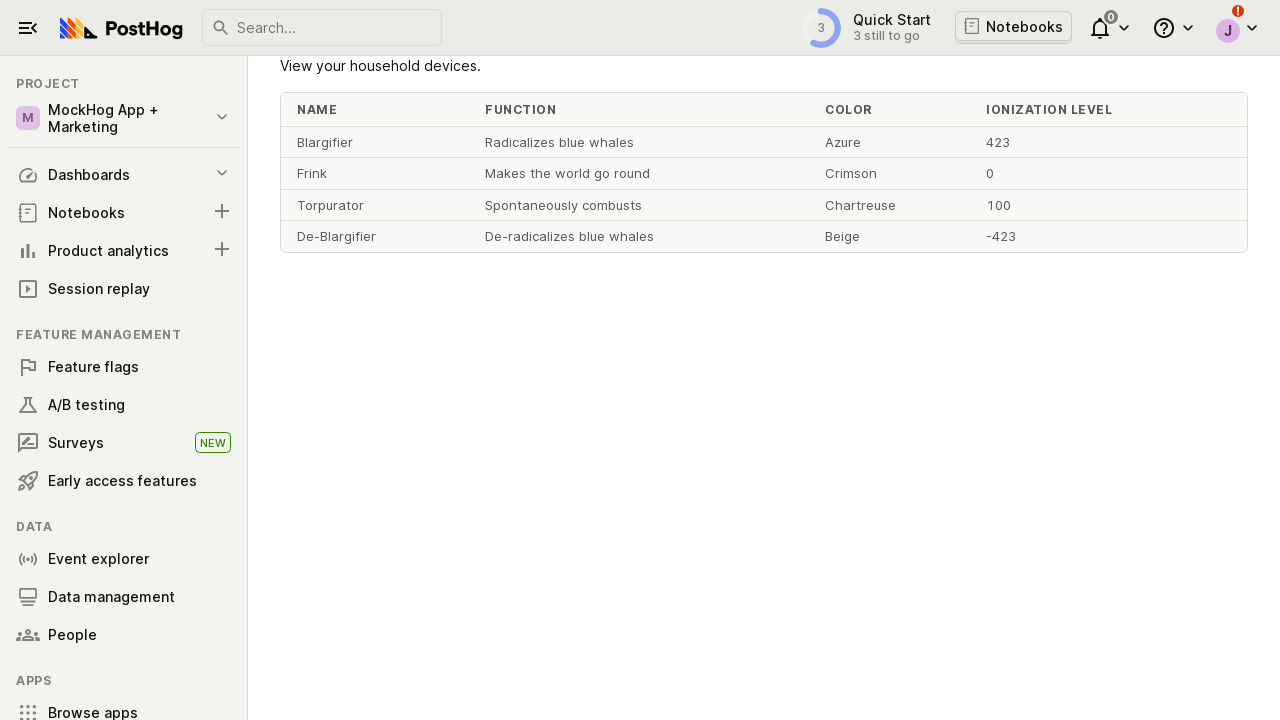 PostHog
Search...
3
Quick Start
3 still to go
Notebooks
0
J
!
PROJECT
M
MockHog App +
Marketing
Dashboards
Notebooks
Product analytics
Session replay
FEATURE MANAGEMENT
Feature flags
A/B testing
Surveys NEW
Early access features
DATA
Event explorer
Data management
People
APPS
Browse apps
View your household devices.
NAME FUNCTION COLOR IONIZATION LEVEL
Blargifier Radicalizes blue whales Azure 423
Frink Makes the world go round Crimson 0
Torpurator Spontaneously combusts Chartreuse 100
De-Blargifier De-radicalizes blue whales Beige -423